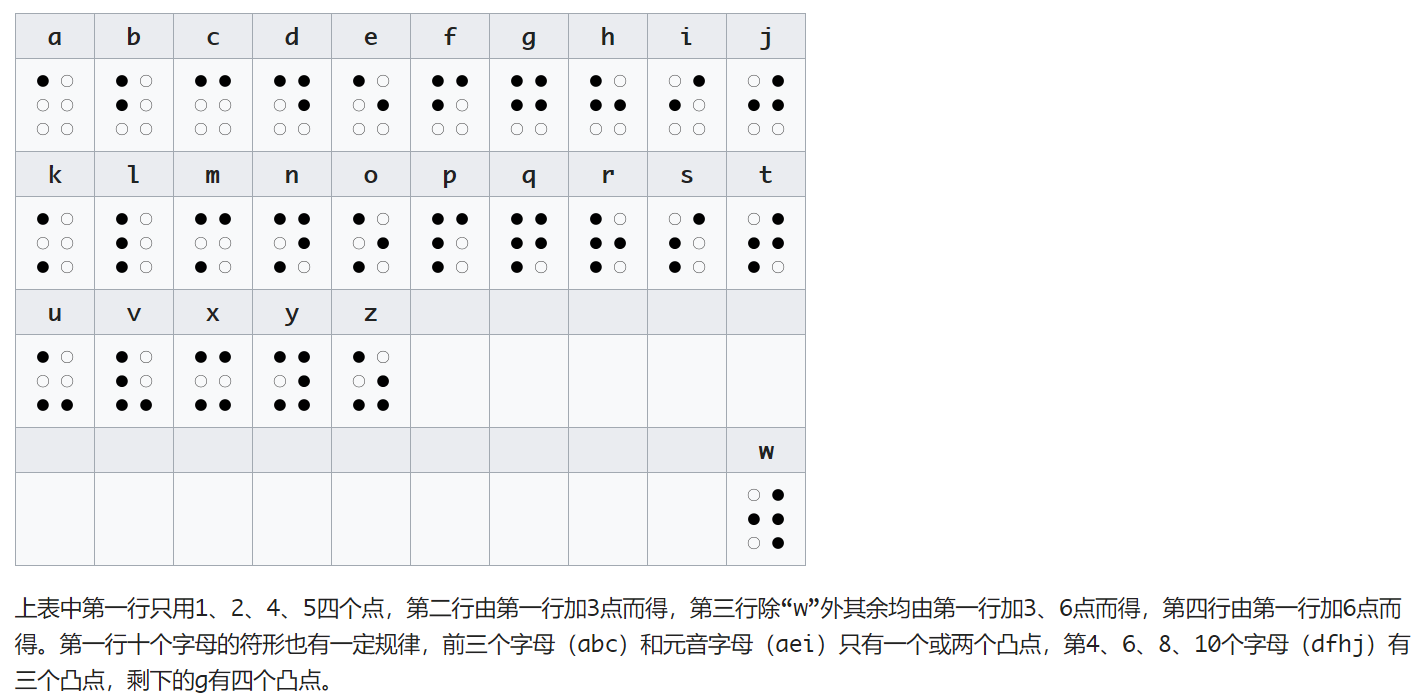 a b c d e f g h i j
k l m n o p q r s t
u v x y z
w
上表中第一行只用1、2、4、5四个点，第二行由第一行加3点而得，第三行除“w”外其余均由第一行加3、6点而得，第四行由第一行加6点而
得。第一行十个字母的符形也有一定规律，前三个字母（abc）和元音字母（aei）只有一个或两个凸点，第4、6、8、10个字母（dfhj）有
三个凸点，剩下的g有四个凸点。